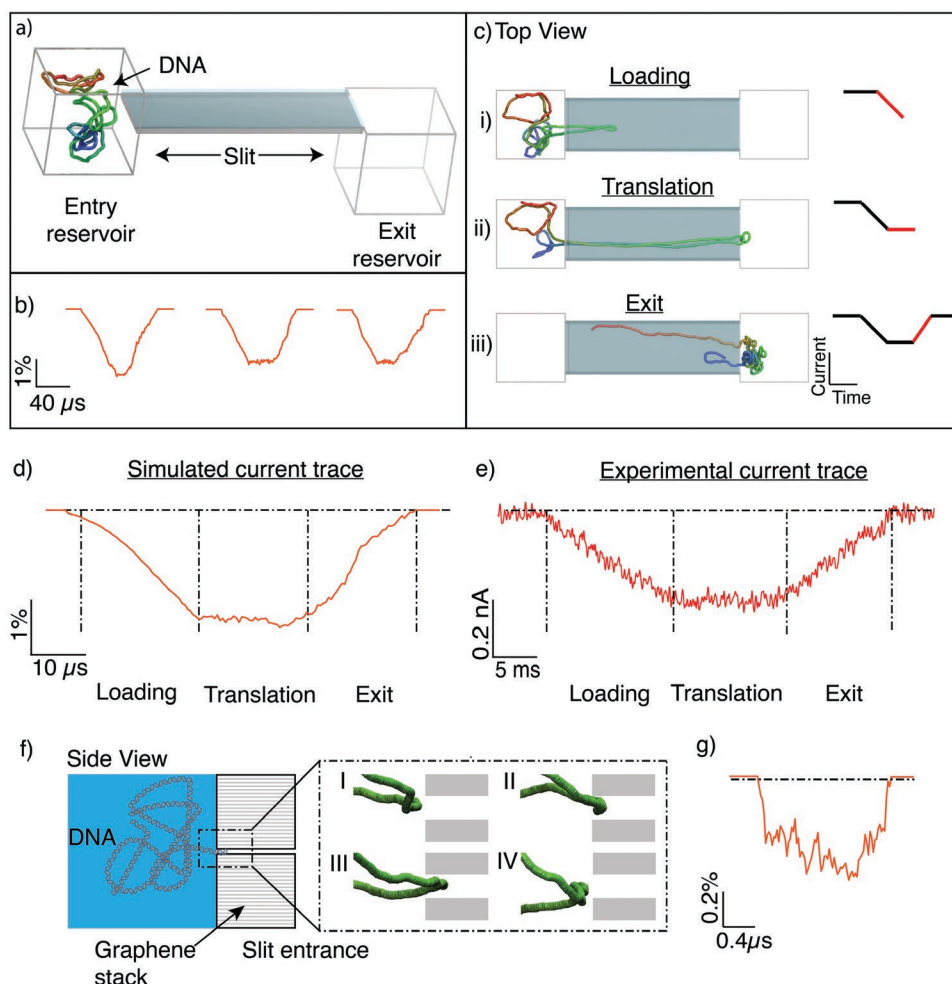 a)
DNA
Slit
Entry
reservoir
Exit
reservoir
b)
1%
40 µs
c) Top View
Loading
i)
Translation
ii)
Exit
iii)
Current
Time
d)
Simulated current trace
1%
10 µs
Loading
Translation
Exit
e)
Experimental current trace
0.2 nA
5 ms
Loading
Translation
Exit
f)
Side View
DNA
Graphene
stack
Slit entrance
I
II
III
IV
g)
0.2%
0.4µs